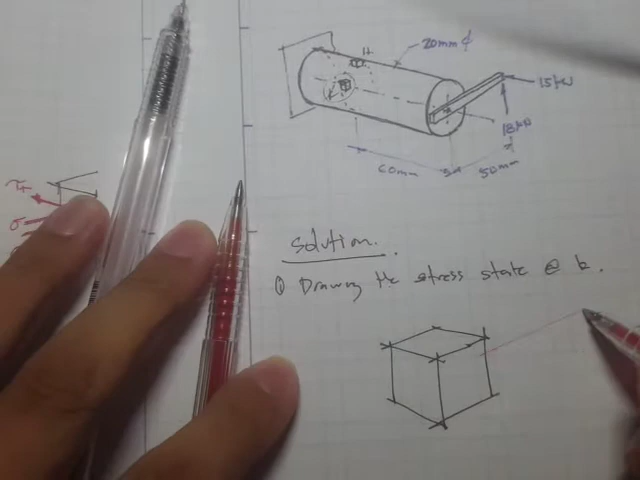 H
20mm ¢
15kN
18kN
K
60mm
50mm
τ
σ
Solution.
① Drawing the stress state @ k.